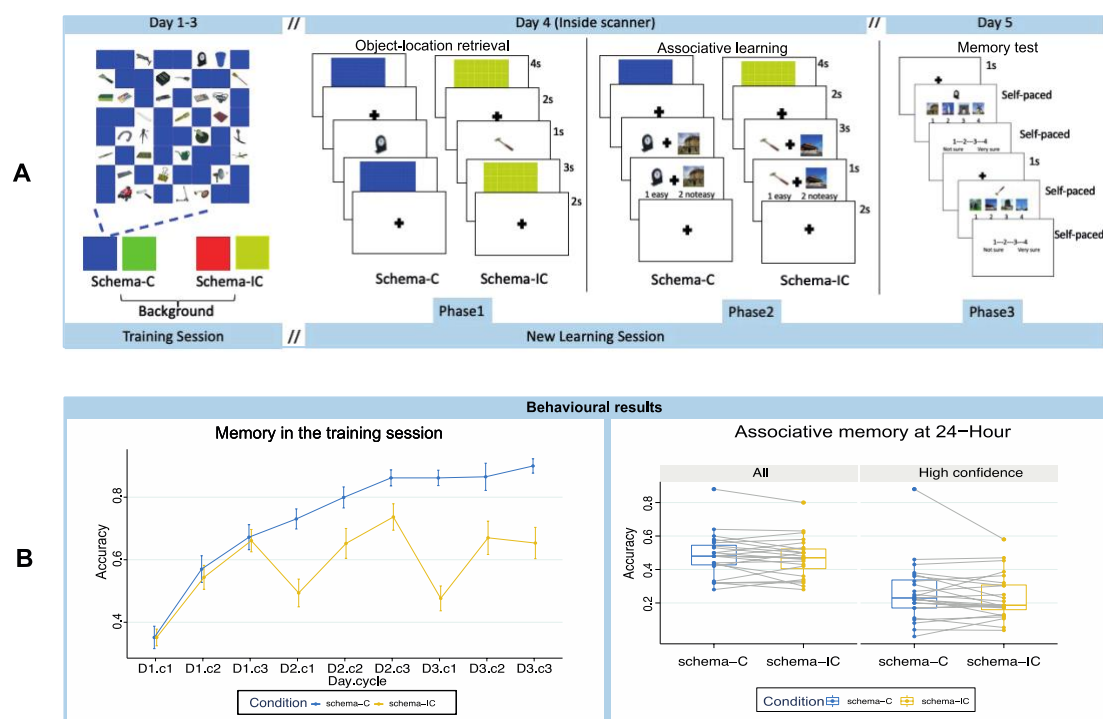 Day 1-3 // Day 4 (Inside scanner) // Day 5
Object-location retrieval
Associative learning
Memory test
4s
2s
1s
3s
2s
4s
2s
3s
1s
2s
1 easy 2 noteasy
1 easy 2 noteasy
1s
Self-paced
1 2 3 4
Self-paced
1---2---3---4
Not sure Very sure
1s
Self-paced
1 2 3 4
Self-paced
1---2---3---4
Not sure Very sure
A
Schema-C Schema-IC
Background
Schema-C Schema-IC
Schema-C Schema-IC
Phase1 Phase2 Phase3
Training Session // New Learning Session
Behavioural results
B
Memory in the training session
Accuracy
0.8
0.6
0.4
D1.c1 D1.c2 D1.c3 D2.c1 D2.c2 D2.c3 D3.c1 D3.c2 D3.c3
Day.cycle
Condition schema-C schema-IC
Associative memory at 24-Hour
All High confidence
Accuracy
0.8
0.6
0.4
0.2
schema-C schema-IC schema-C schema-IC
Condition schema-C schema-IC